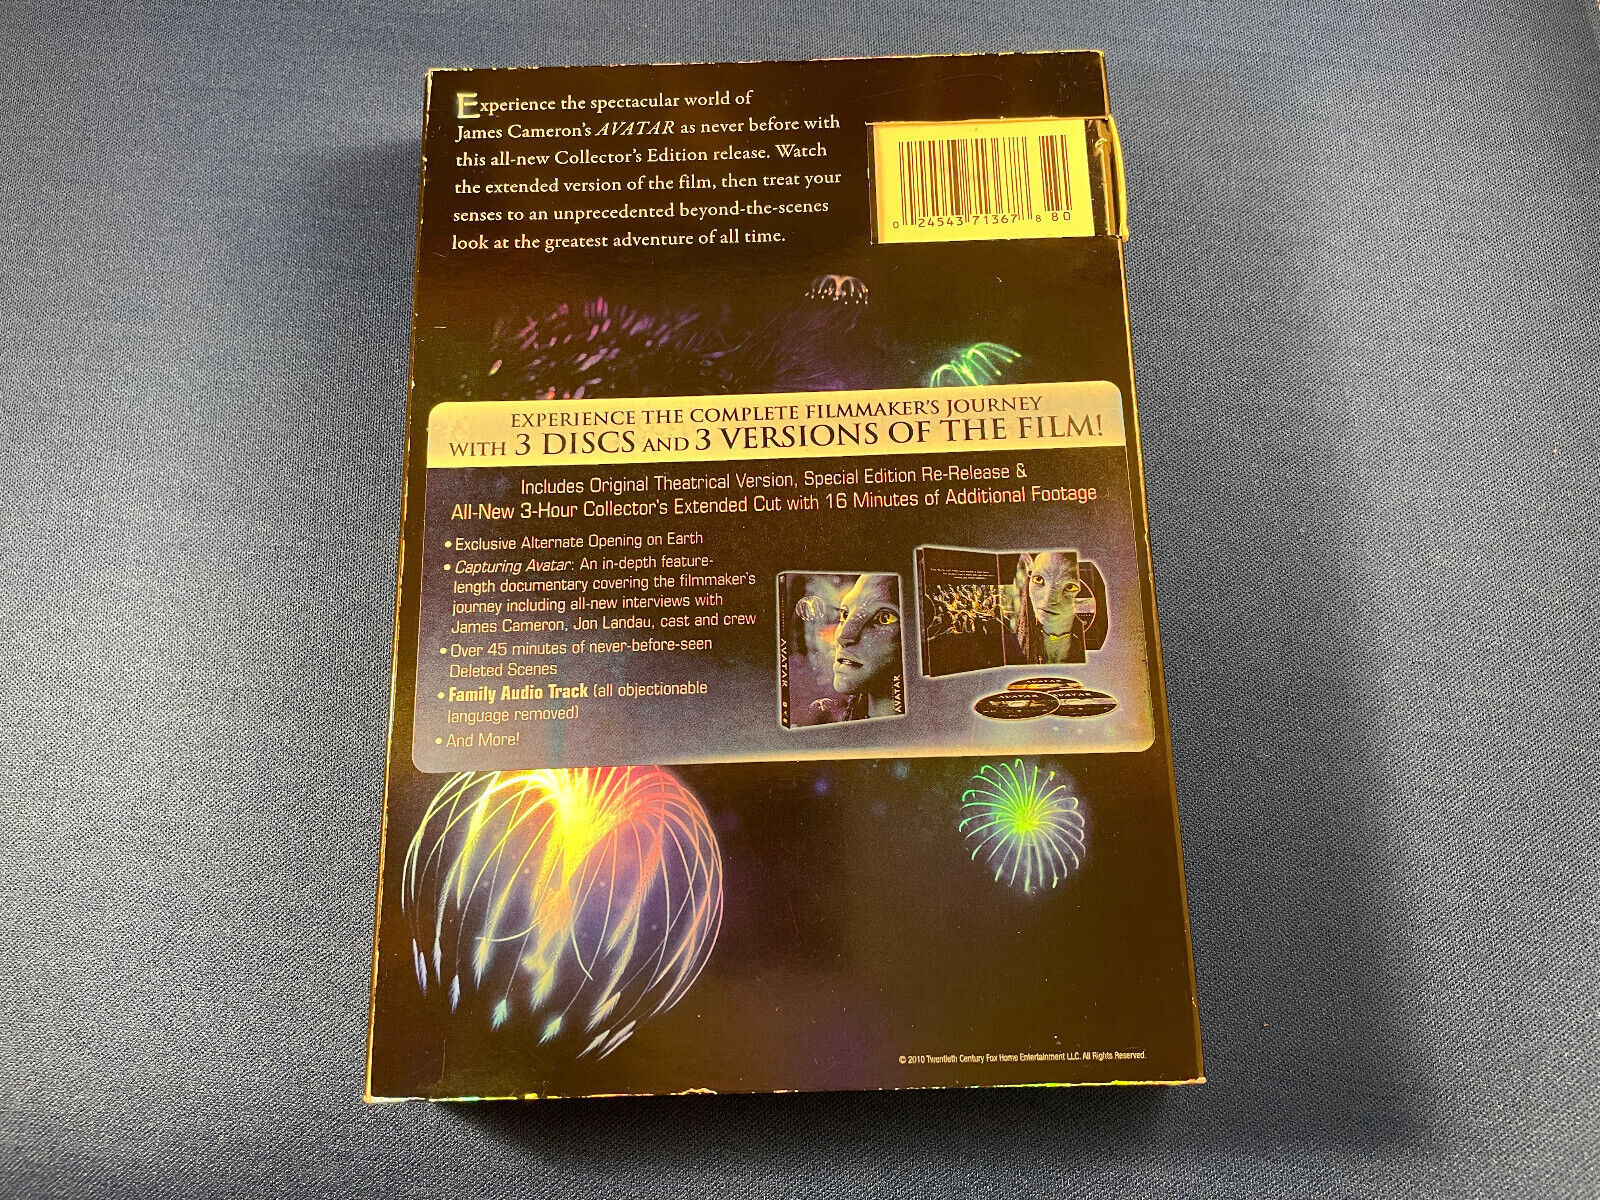 Experience the spectacular world of
James Cameron's AVATAR as never before with
this all-new Collector's Edition release. Watch
the extended version of the film, then treat your
senses to an unprecedented beyond-the-scenes
look at the greatest adventure of all time.
0 24543 71367 8 80
EXPERIENCE THE COMPLETE FILMMAKER'S JOURNEY
WITH 3 DISCS AND 3 VERSIONS OF THE FILM!
Includes Original Theatrical Version, Special Edition Re-Release &
All-New 3-Hour Collector's Extended Cut with 16 Minutes of Additional Footage
• Exclusive Alternate Opening on Earth
• Capturing Avatar: An in-depth feature-
length documentary covering the filmmaker's
journey including all-new interviews with
James Cameron, Jon Landau, cast and crew
• Over 45 minutes of never-before-seen
Deleted Scenes
• Family Audio Track (all objectionable
language removed)
• And More!
AVATAR
AVATAR
AVATAR
AVATAR
AVATAR
© 2010 Twentieth Century Fox Home Entertainment LLC. All Rights Reserved.